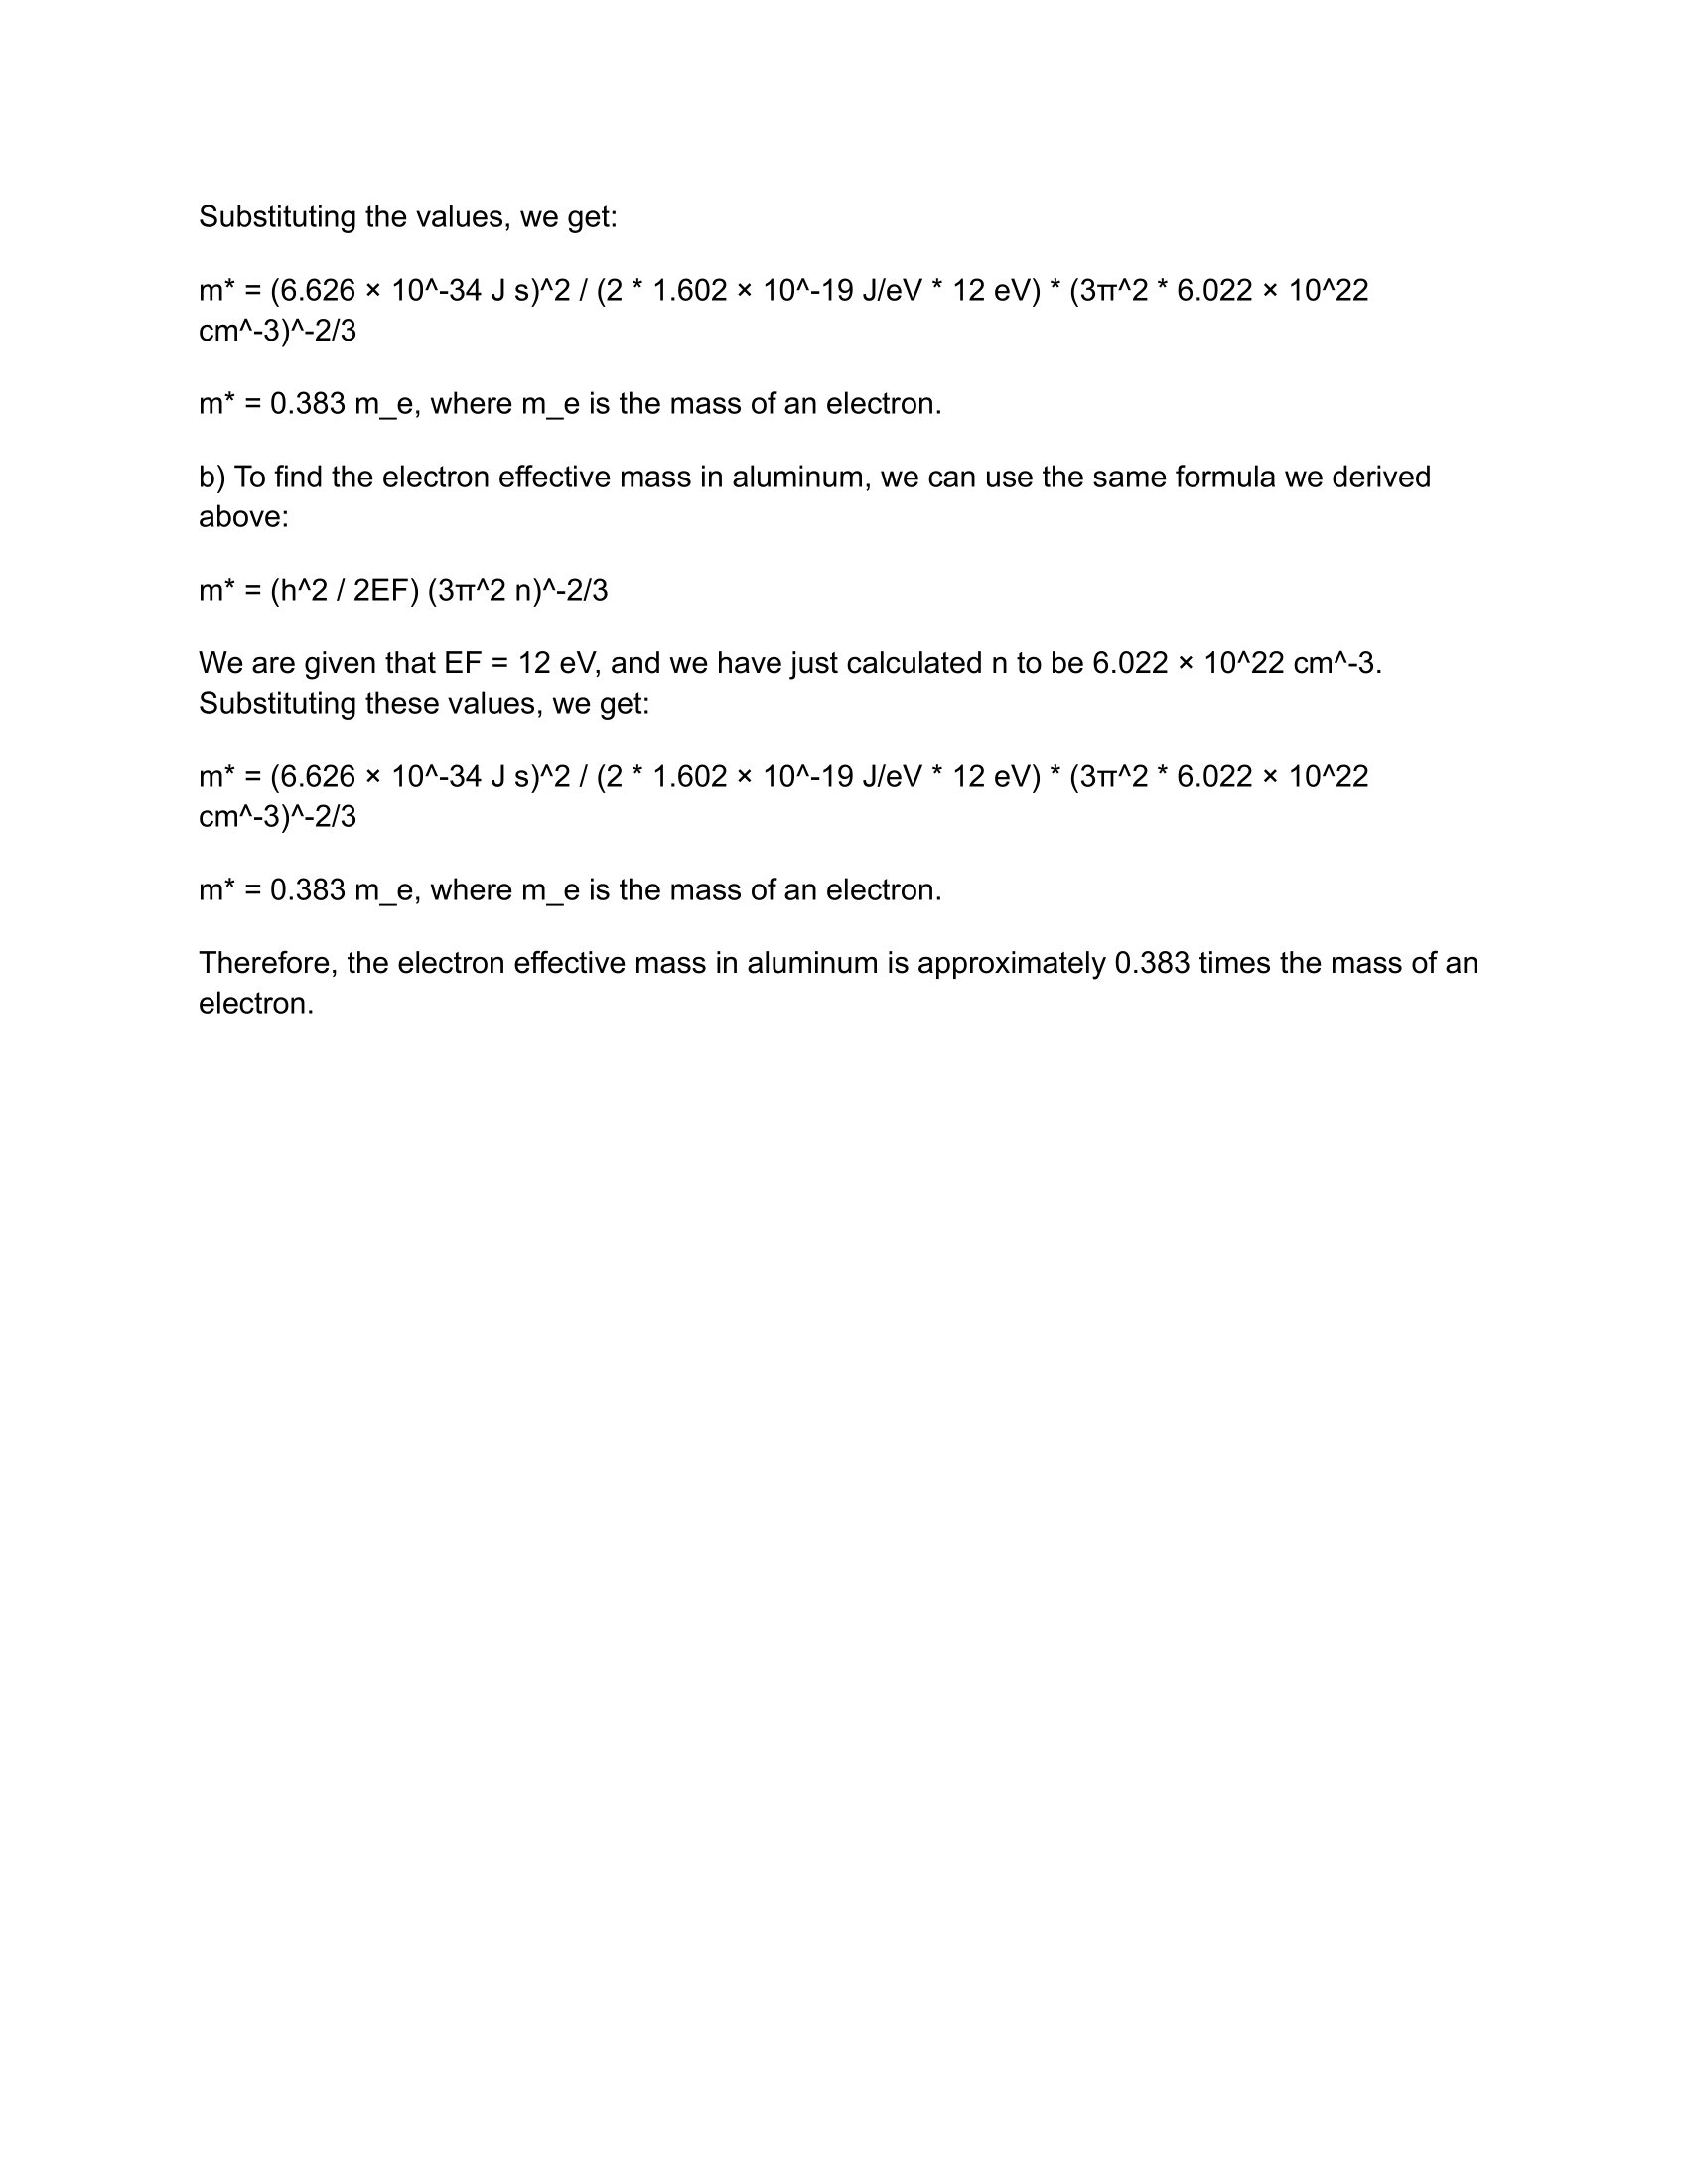 Substituting the values, we get:
m* = (6.626 × 10^-34 J s)^2 / (2 * 1.602 × 10^-19 J/eV * 12 eV) * (3π^2 * 6.022 × 10^22
cm^-3)^-2/3
m* = 0.383 m_e, where m_e is the mass of an electron.
b) To find the electron effective mass in aluminum, we can use the same formula we derived
above:
m* = (h^2 / 2EF) (3π^2 n)^-2/3
We are given that EF = 12 eV, and we have just calculated n to be 6.022 × 10^22 cm^-3.
Substituting these values, we get:
m* = (6.626 × 10^-34 J s)^2 / (2 * 1.602 × 10^-19 J/eV * 12 eV) * (3π^2 * 6.022 × 10^22
cm^-3)^-2/3
m* = 0.383 m_e, where m_e is the mass of an electron.
Therefore, the electron effective mass in aluminum is approximately 0.383 times the mass of an
electron.